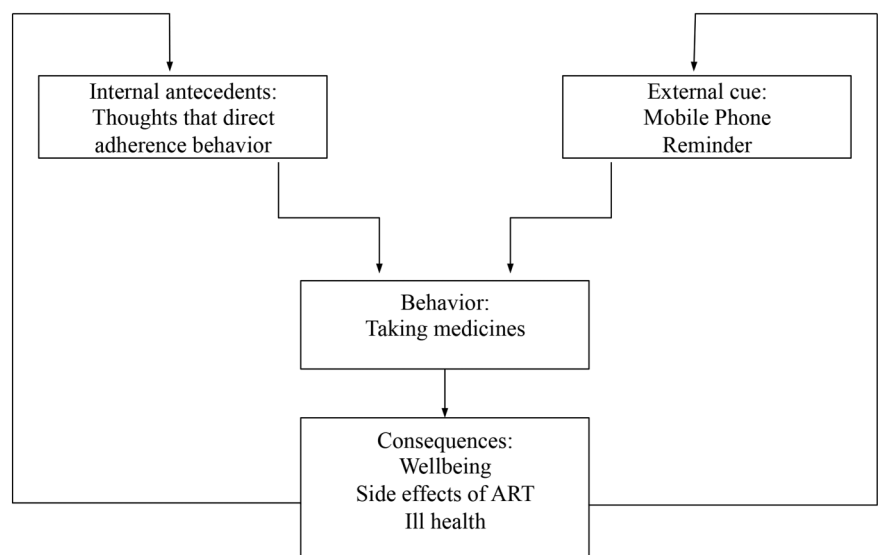 Internal antecedents:
Thoughts that direct
adherence behavior
External cue:
Mobile Phone
Reminder
Behavior:
Taking medicines
Consequences:
Wellbeing
Side effects of ART
Ill health